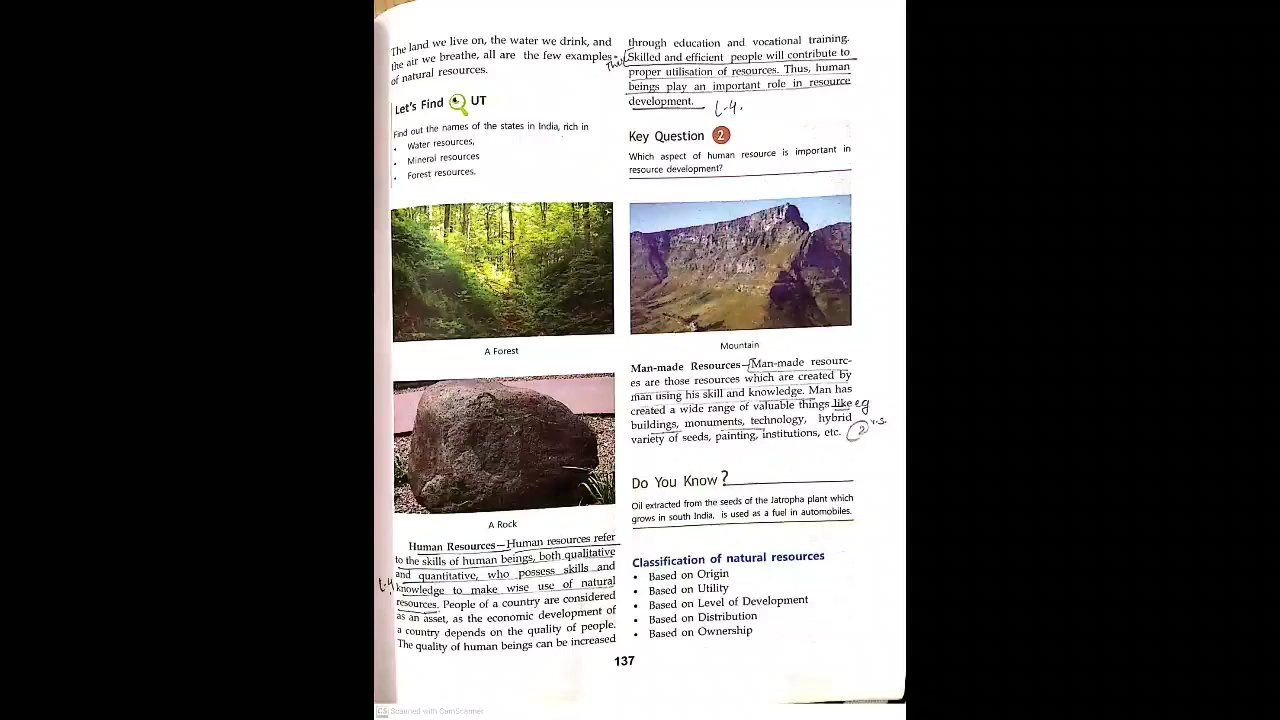 The land we live on, the water we drink, and
the air we breathe, all are the few examples
of natural resources.
Let's Find UT
Find out the names of the states in India, rich in
• Water resources,
• Mineral resources
• Forest resources.
A Forest
A Rock
Human Resources—Human resources refer
to the skills of human beings, both qualitative
and quantitative, who possess skills and
L-4
knowledge to make wise use of natural
resources. People of a country are considered
as an asset, as the economic development of
a country depends on the quality of people.
The quality of human beings can be increased
through education and vocational training.
Skilled and efficient people will contribute to
proper utilisation of resources. Thus, human
beings play an important role in resource
development. L-4.
Key Question 2
Which aspect of human resource is important in
resource development?
Mountain
Man-made Resources—Man-made resourc-
es are those resources which are created by
man using his skill and knowledge. Man has
created a wide range of valuable things like eg
buildings, monuments, technology, hybrid
variety of seeds, painting, institutions, etc. 2
Do You Know?
Oil extracted from the seeds of the Jatropha plant which
grows in south India, is used as a fuel in automobiles.
Classification of natural resources
• Based on Origin
• Based on Utility
• Based on Level of Development
• Based on Distribution
• Based on Ownership
137
CS Scanned with CamScanner